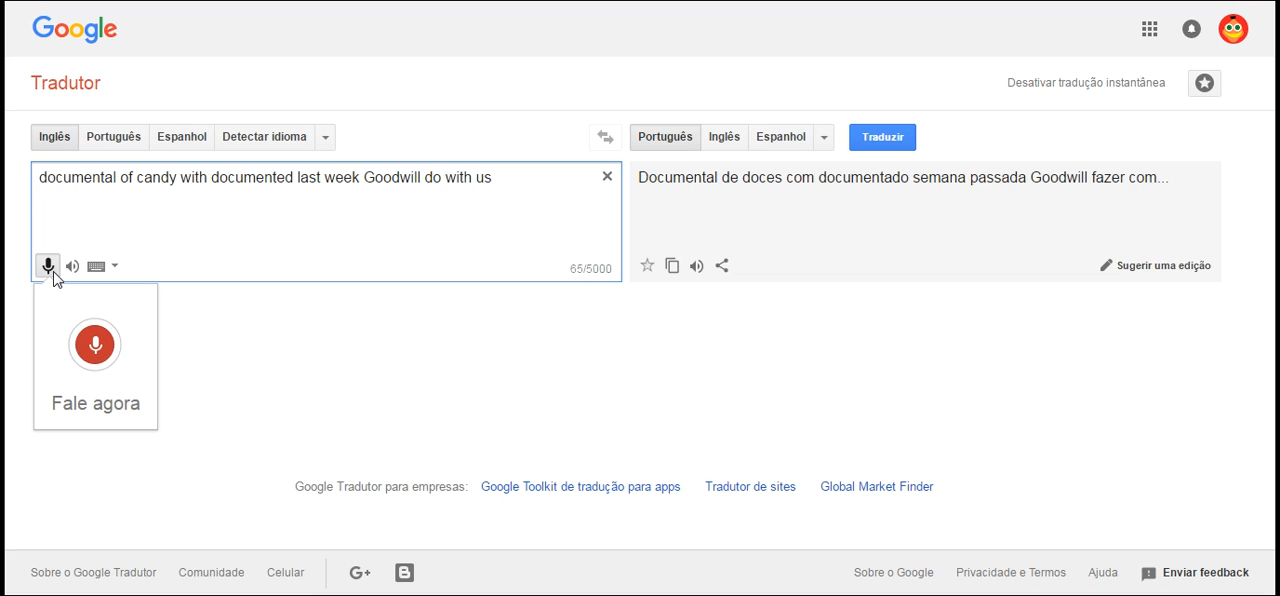 Google
Tradutor
Desativar tradução instantânea
Inglês Português Espanhol Detectar idioma
Português Inglês Espanhol Traduzir
documental of candy with documented last week Goodwill do with us
Documental de doces com documentado semana passada Goodwill fazer com...
65/5000
Sugerir uma edição
Fale agora
Google Tradutor para empresas: Google Toolkit de tradução para apps Tradutor de sites Global Market Finder
Sobre o Google Tradutor Comunidade Celular G+ B Sobre o Google Privacidade e Termos Ajuda Enviar feedback